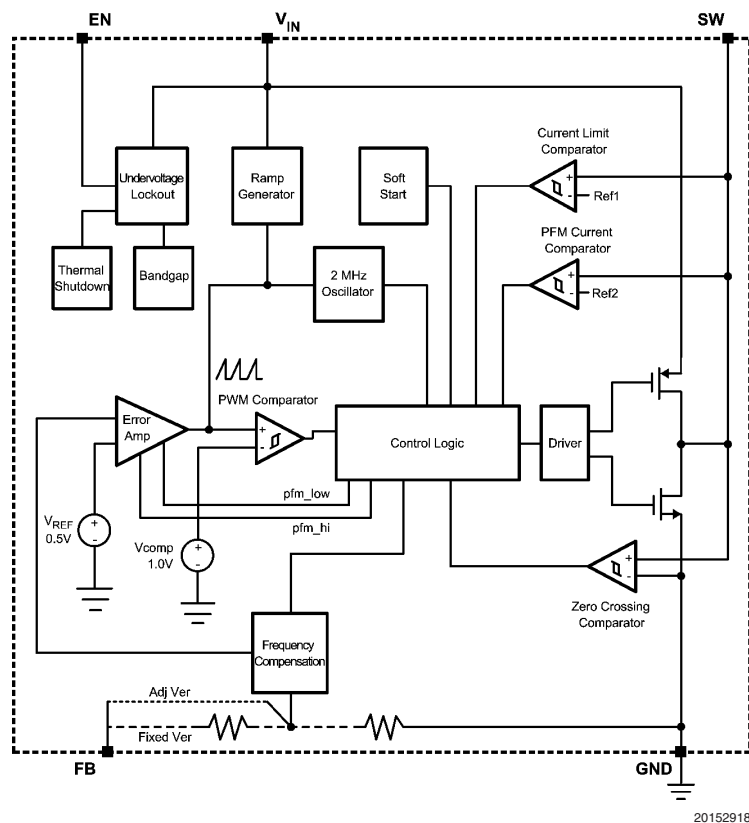 EN
VIN
SW
Undervoltage
Lockout
Ramp
Generator
Soft
Start
Current Limit
Comparator
+
-
Ref1
PFM Current
Comparator
+
-
Ref2
Thermal
Shutdown
Bandgap
2 MHz
Oscillator
PWM Comparator
Error
Amp
+
-
Control Logic
Driver
pfm_low
pfm_hi
VREF
0.5V
+
-
Vcomp
1.0V
+
-
+
-
Zero Crossing
Comparator
Frequency
Compensation
Adj Ver
Fixed Ver
FB
GND
20152918